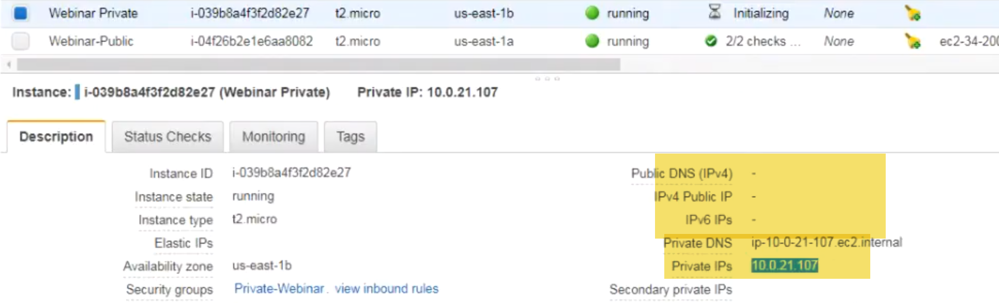 Webinar Private i-039b8a4f3f2d82e27 t2.micro us-east-1b running Initializing None
Webinar-Public i-04f26b2e1e6aa8082 t2.micro us-east-1a running 2/2 checks ... None ec2-34-200
Instance: i-039b8a4f3f2d82e27 (Webinar Private) Private IP: 10.0.21.107
Description Status Checks Monitoring Tags
Instance ID i-039b8a4f3f2d82e27 Public DNS (IPv4) -
Instance state running IPv4 Public IP -
Instance type t2.micro IPv6 IPs -
Elastic IPs Private DNS ip-10-0-21-107.ec2.internal
Availability zone us-east-1b Private IPs 10.0.21.107
Security groups Private-Webinar. view inbound rules Secondary private IPs